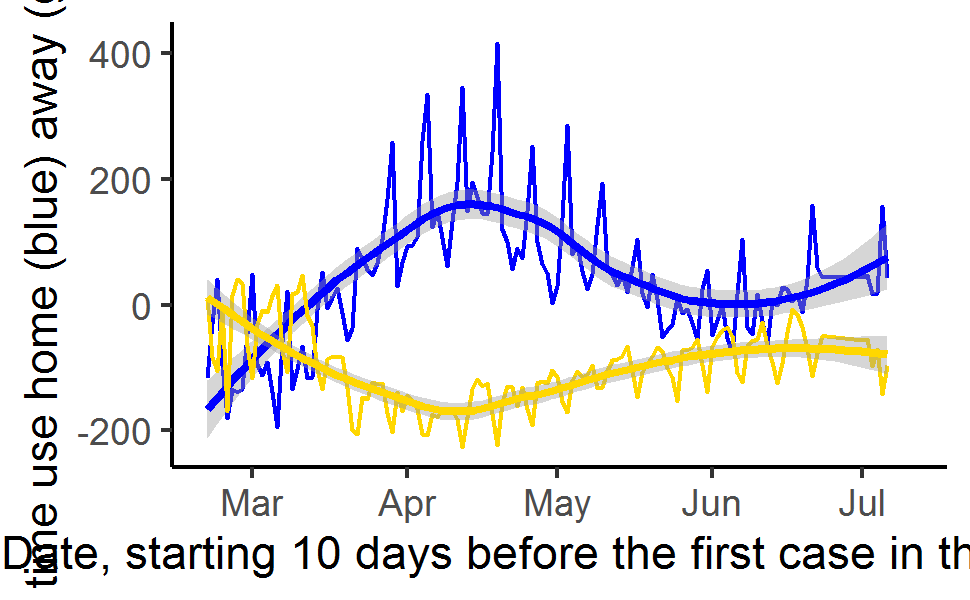 time use home (blue) away (
400
200
0
-200
Mar Apr May Jun Jul
Date, starting 10 days before the first case in th